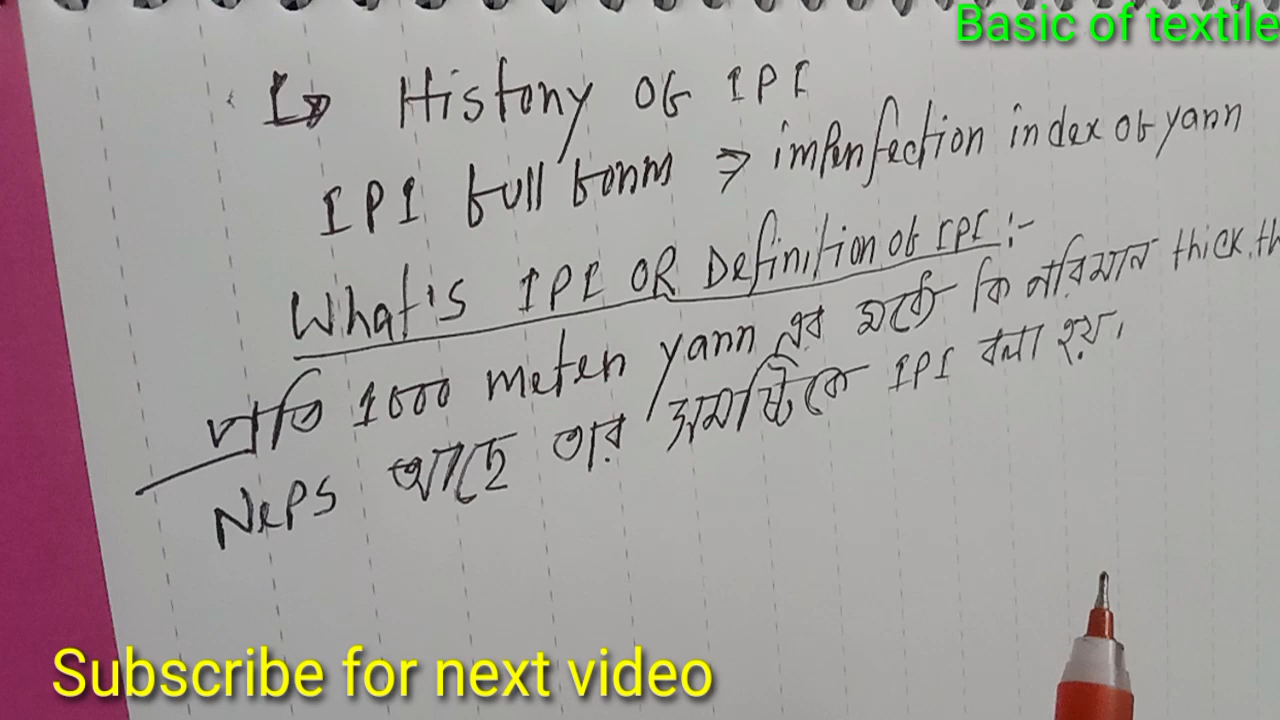 Basic of textile
History of IPI
IPI full form ⇒ imperfection index of yarn
What's IPI OR Definition of IPI :-
প্রতি 1000 meter yarn এর মধ্যে কি পরিমান thick, th
Neps আছে তার সমষ্টিকে IPI বলা হয়।
Subscribe for next video